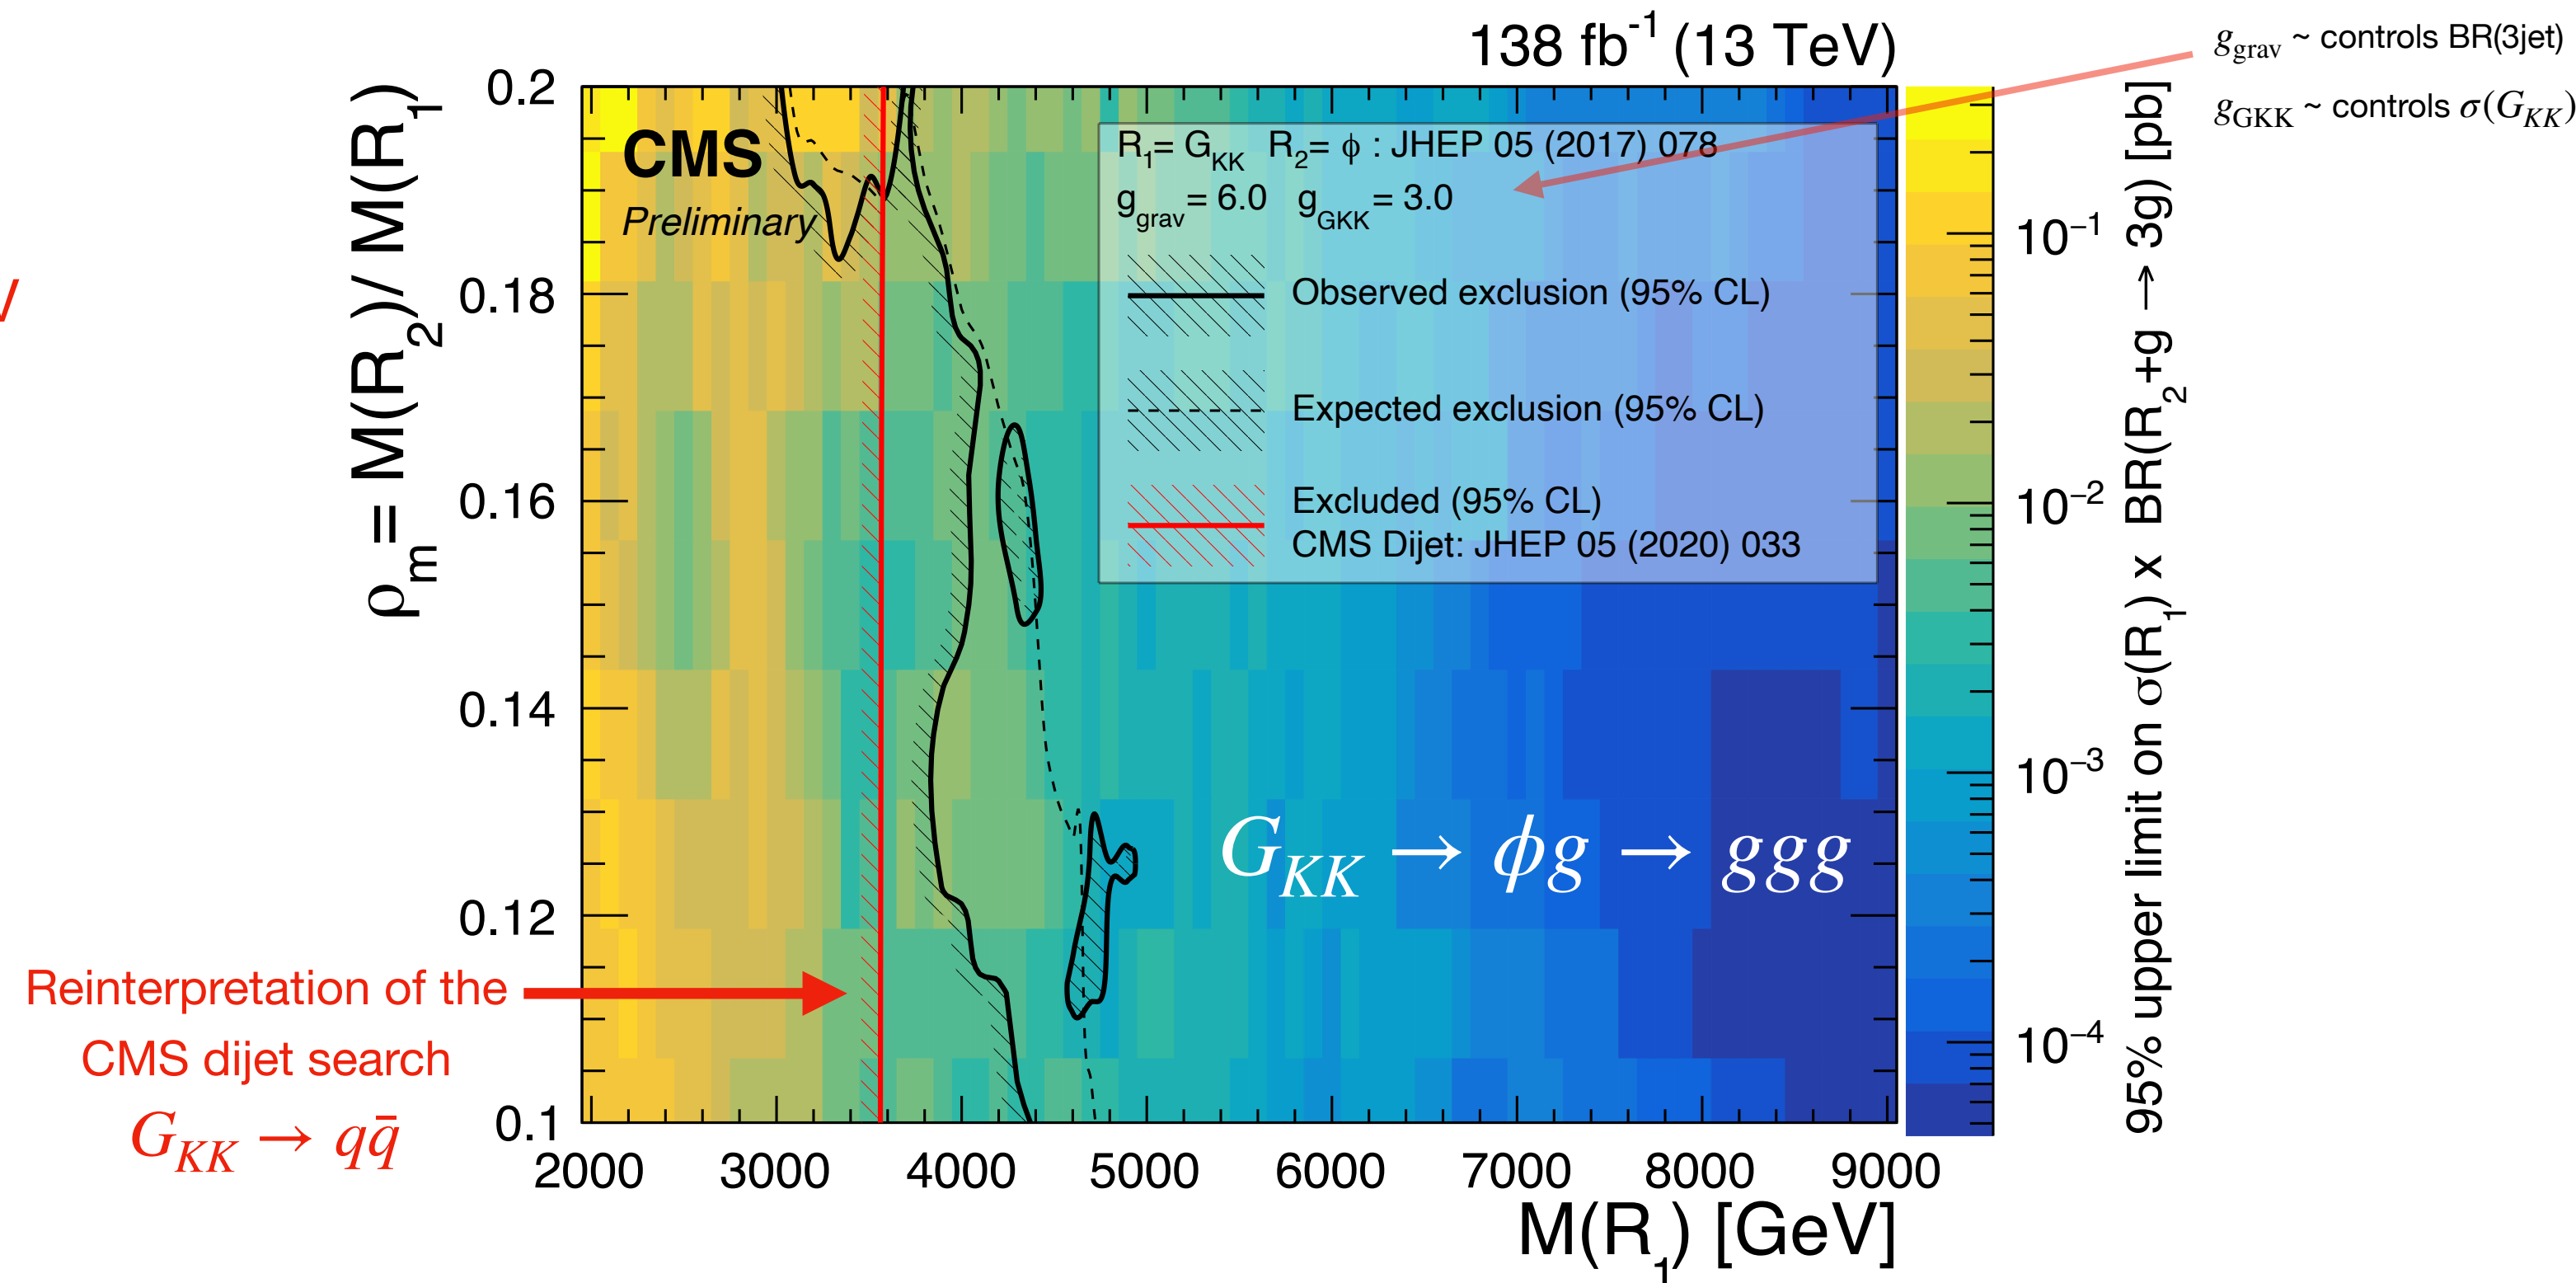 138 fb⁻¹ (13 TeV)
g_grav ~ controls BR(3jet)
g_GKK ~ controls σ(G_KK)
CMS
Preliminary
R₁= G_KK R₂= ϕ : JHEP 05 (2017) 078
g_grav = 6.0 g_GKK = 3.0
Observed exclusion (95% CL)
Expected exclusion (95% CL)
Excluded (95% CL)
CMS Dijet: JHEP 05 (2020) 033
G_KK → ϕg → ggg
Reinterpretation of the
CMS dijet search
G_KK → qq̄
ρ_m = M(R₂)/ M(R₁)
0.2
0.18
0.16
0.14
0.12
0.1
2000 3000 4000 5000 6000 7000 8000 9000
M(R₁) [GeV]
10⁻¹
10⁻²
10⁻³
10⁻⁴
95% upper limit on σ(R₁) x BR(R₂+g → 3g) [pb]